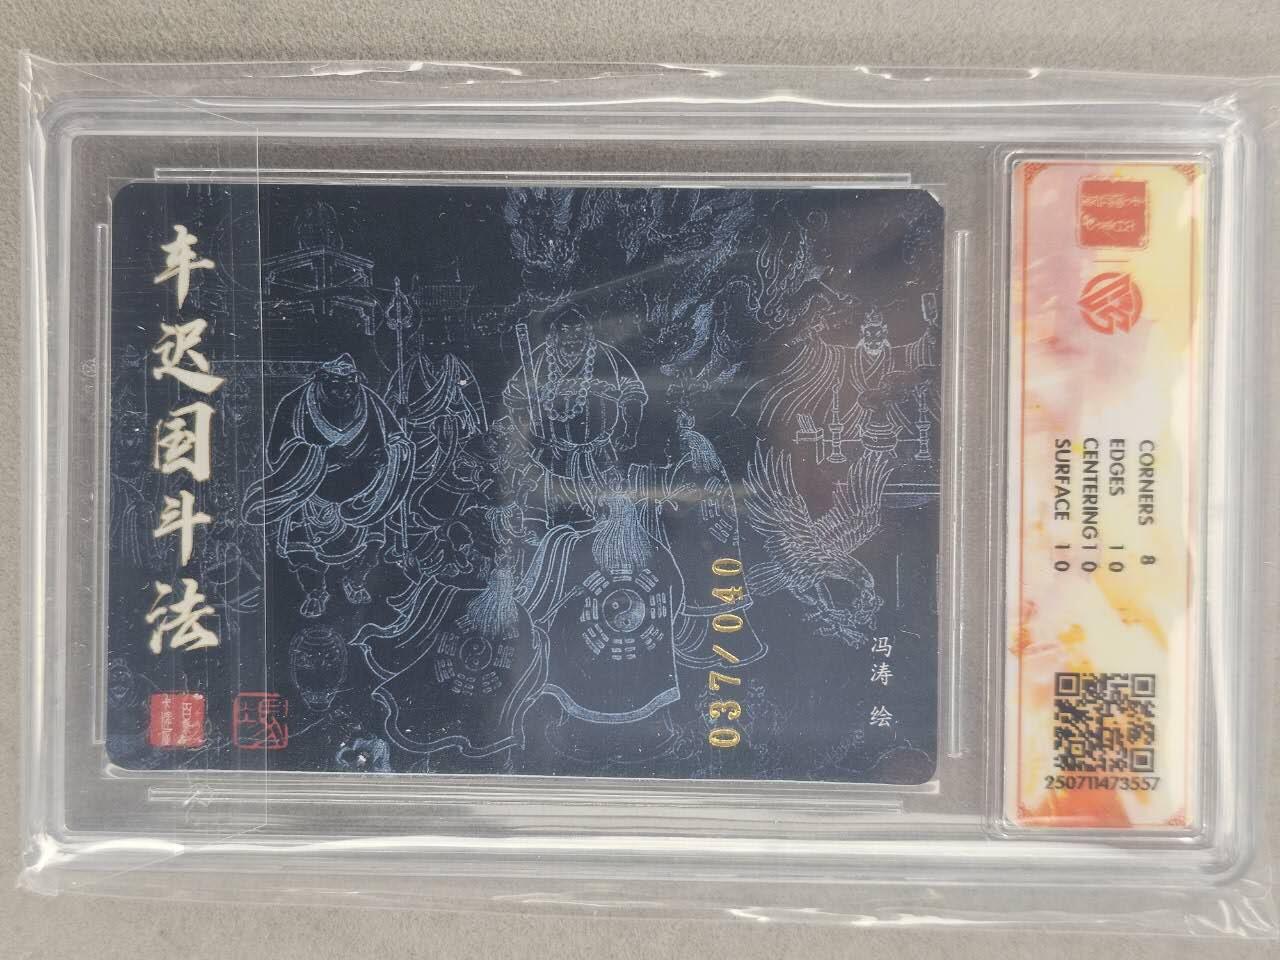 车迟国斗法
冯涛 绘
037/040
CORNERS 8
EDGES 10
CENTERING 10
SURFACE 10
250711473557